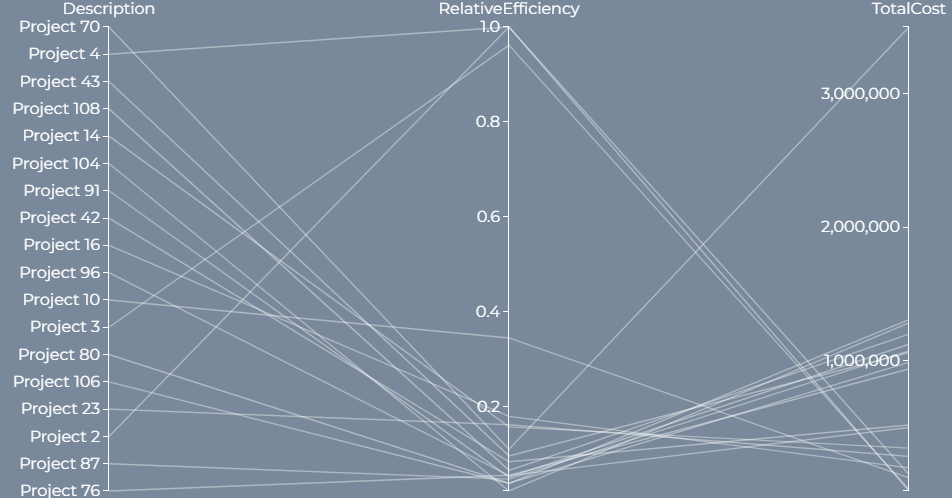 Description
RelativeEfficiency
TotalCost
Project 70
Project 4
Project 43
Project 108
Project 14
Project 104
Project 91
Project 42
Project 16
Project 96
Project 10
Project 3
Project 80
Project 106
Project 23
Project 2
Project 87
Project 76
1.0
0.8
0.6
0.4
0.2
3,000,000
2,000,000
1,000,000